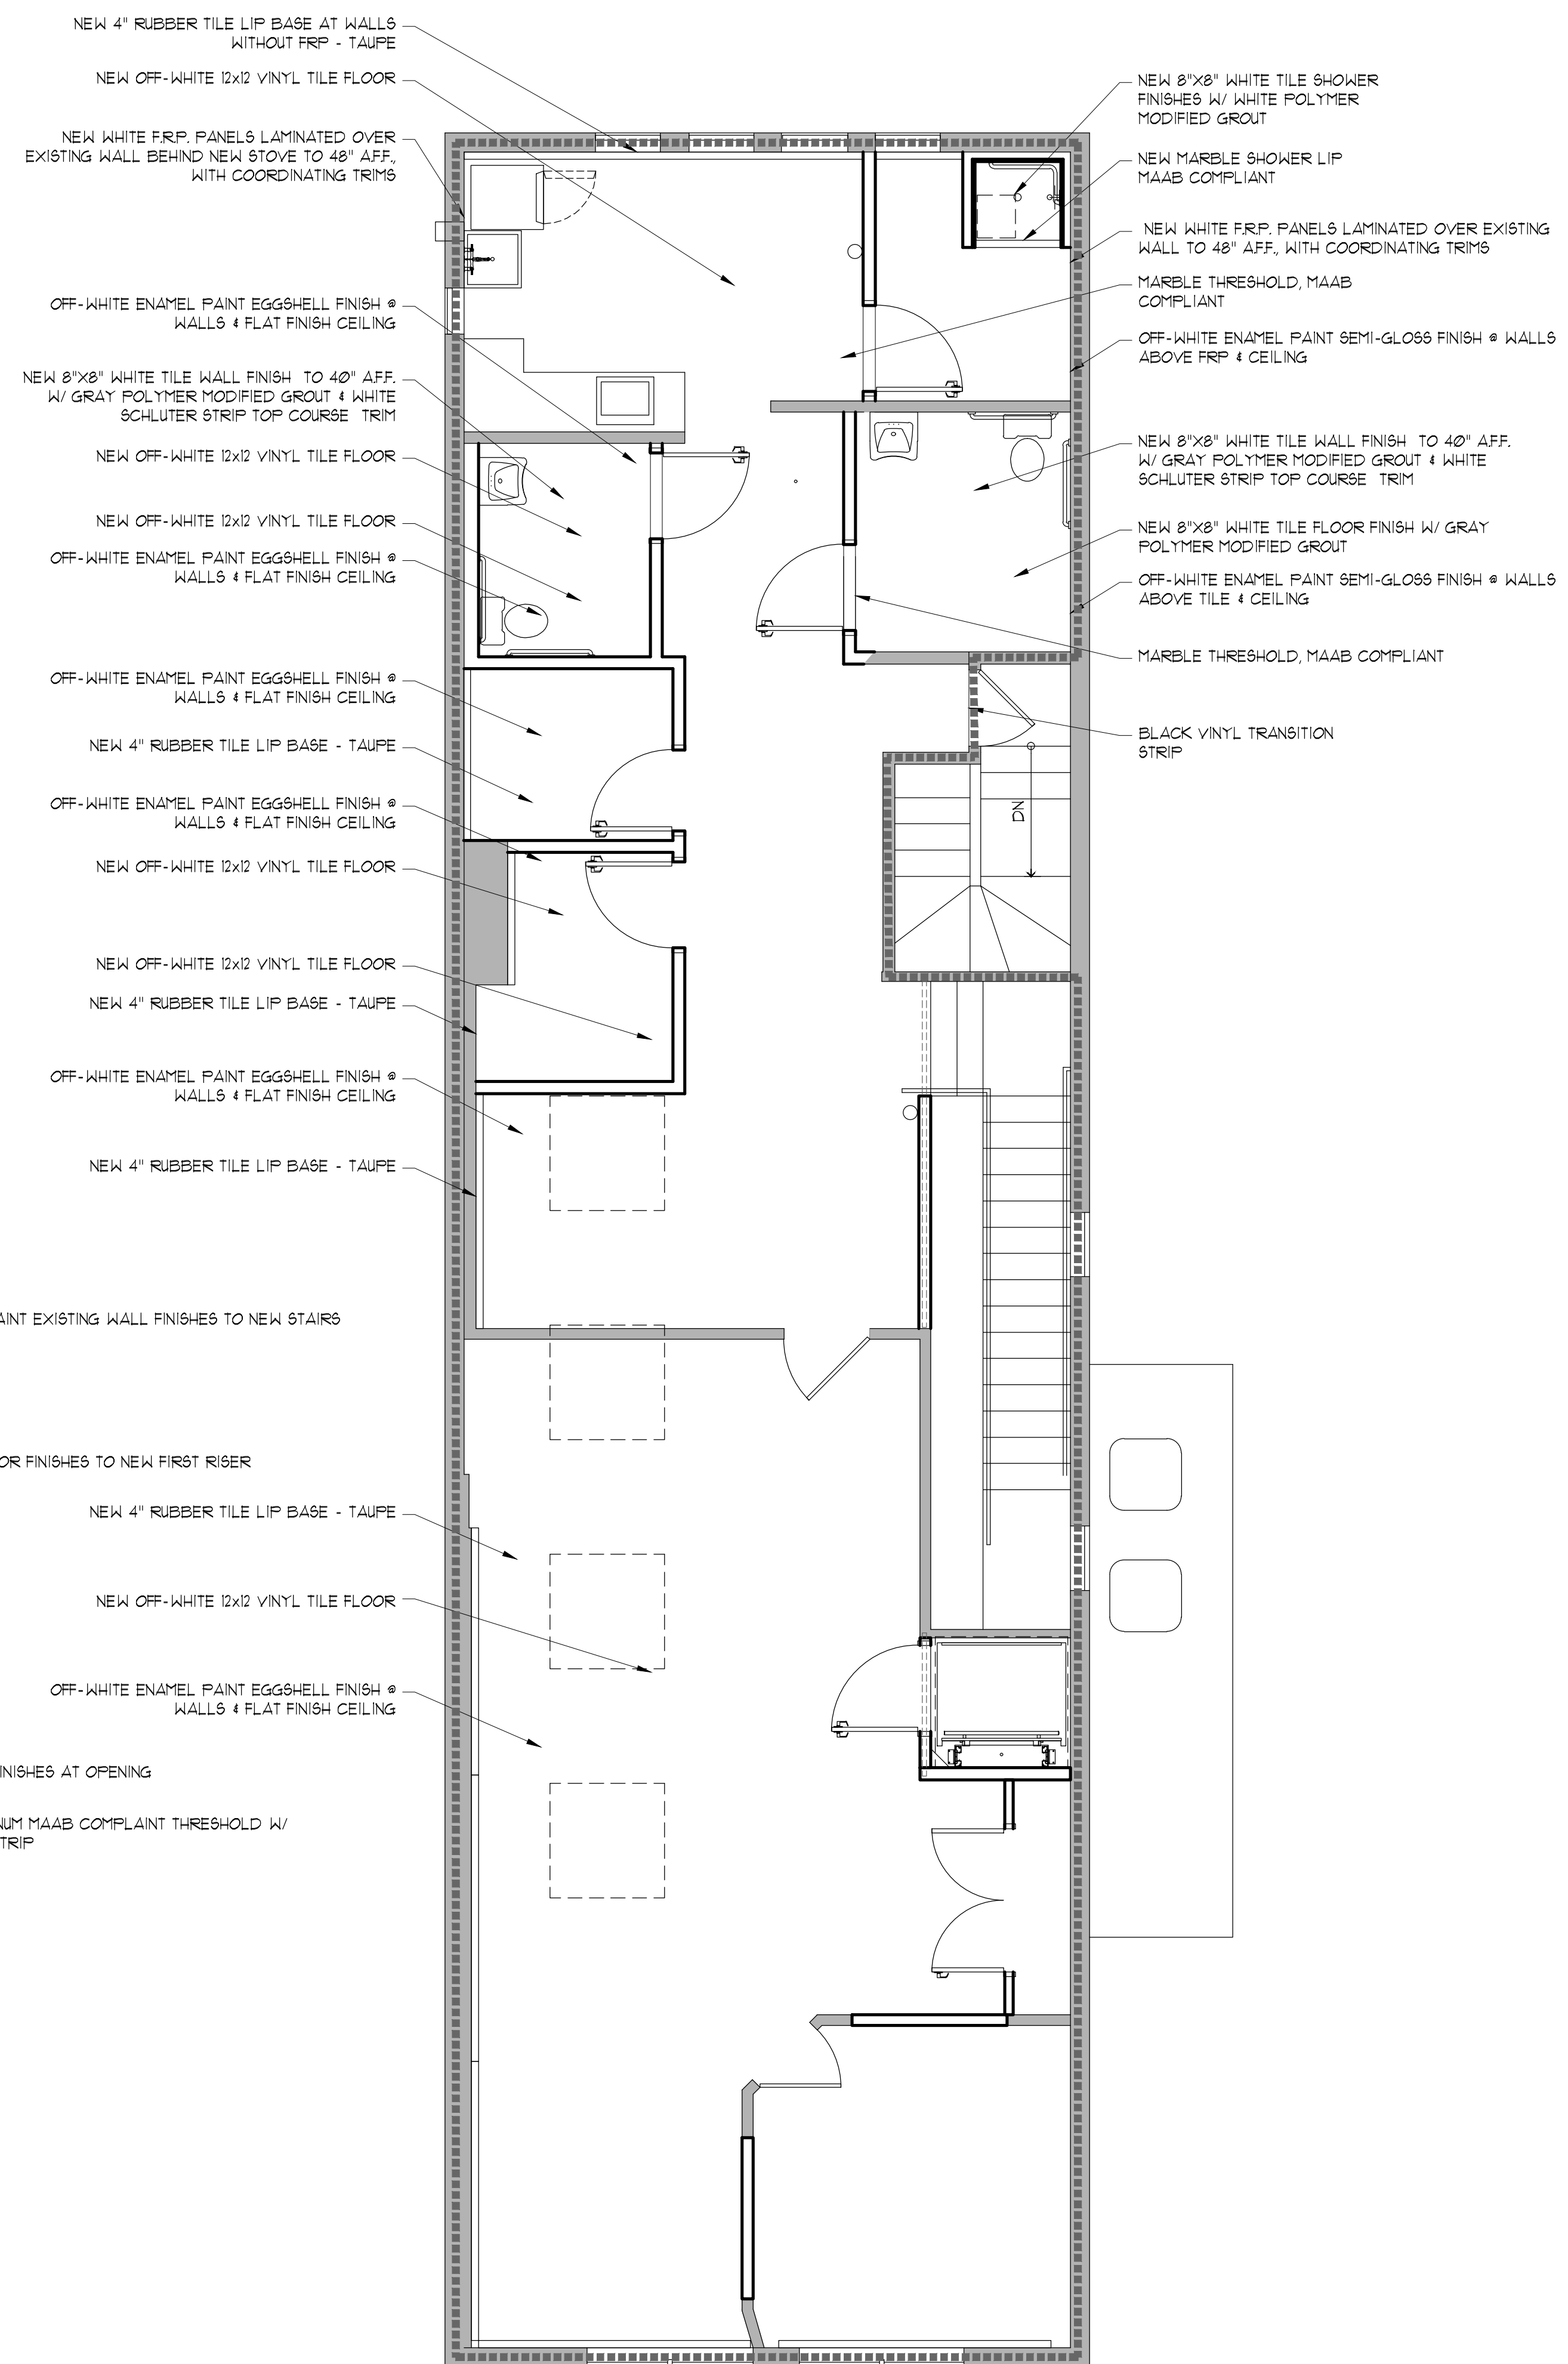 NEW 4" RUBBER TILE LIP BASE AT WALLS
WITHOUT FRP - TAUPE
NEW OFF-WHITE 12x12 VINYL TILE FLOOR
NEW WHITE F.R.P. PANELS LAMINATED OVER
EXISTING WALL BEHIND NEW STOVE TO 48" A.F.F.,
WITH COORDINATING TRIMS
OFF-WHITE ENAMEL PAINT EGGSHELL FINISH @
WALLS & FLAT FINISH CEILING
NEW 8"X8" WHITE TILE WALL FINISH TO 40" A.F.F.
W/ GRAY POLYMER MODIFIED GROUT & WHITE
SCHLUTER STRIP TOP COURSE TRIM
NEW OFF-WHITE 12x12 VINYL TILE FLOOR
NEW OFF-WHITE 12x12 VINYL TILE FLOOR
OFF-WHITE ENAMEL PAINT EGGSHELL FINISH @
WALLS & FLAT FINISH CEILING
OFF-WHITE ENAMEL PAINT EGGSHELL FINISH @
WALLS & FLAT FINISH CEILING
NEW 4" RUBBER TILE LIP BASE - TAUPE
OFF-WHITE ENAMEL PAINT EGGSHELL FINISH @
WALLS & FLAT FINISH CEILING
NEW OFF-WHITE 12x12 VINYL TILE FLOOR
NEW OFF-WHITE 12x12 VINYL TILE FLOOR
NEW 4" RUBBER TILE LIP BASE - TAUPE
OFF-WHITE ENAMEL PAINT EGGSHELL FINISH @
WALLS & FLAT FINISH CEILING
NEW 4" RUBBER TILE LIP BASE - TAUPE
AINT EXISTING WALL FINISHES TO NEW STAIRS
OR FINISHES TO NEW FIRST RISER
NEW 4" RUBBER TILE LIP BASE - TAUPE
NEW OFF-WHITE 12x12 VINYL TILE FLOOR
OFF-WHITE ENAMEL PAINT EGGSHELL FINISH @
WALLS & FLAT FINISH CEILING
INISHES AT OPENING
NUM MAAB COMPLAINT THRESHOLD W/
TRIP
NEW 8"X8" WHITE TILE SHOWER
FINISHES W/ WHITE POLYMER
MODIFIED GROUT
NEW MARBLE SHOWER LIP
MAAB COMPLIANT
NEW WHITE F.R.P. PANELS LAMINATED OVER EXISTING
WALL TO 48" A.F.F., WITH COORDINATING TRIMS
MARBLE THRESHOLD, MAAB
COMPLIANT
OFF-WHITE ENAMEL PAINT SEMI-GLOSS FINISH @ WALLS
ABOVE FRP & CEILING
NEW 8"X8" WHITE TILE WALL FINISH TO 40" A.F.F.
W/ GRAY POLYMER MODIFIED GROUT & WHITE
SCHLUTER STRIP TOP COURSE TRIM
NEW 8"X8" WHITE TILE FLOOR FINISH W/ GRAY
POLYMER MODIFIED GROUT
OFF-WHITE ENAMEL PAINT SEMI-GLOSS FINISH @ WALLS
ABOVE TILE & CEILING
MARBLE THRESHOLD, MAAB COMPLIANT
BLACK VINYL TRANSITION
STRIP
DN